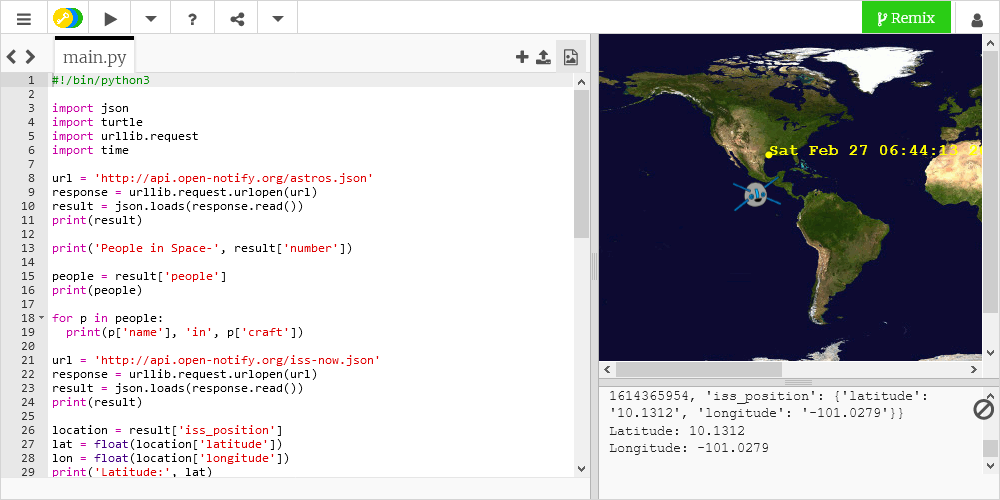 Remix
main.py
1 #!/bin/python3
2
3 import json
4 import turtle
5 import urllib.request
6 import time
7
8 url = 'http://api.open-notify.org/astros.json'
9 response = urllib.request.urlopen(url)
10 result = json.loads(response.read())
11 print(result)
12
13 print('People in Space-', result['number'])
14
15 people = result['people']
16 print(people)
17
18 for p in people:
19 print(p['name'], 'in', p['craft'])
20
21 url = 'http://api.open-notify.org/iss-now.json'
22 response = urllib.request.urlopen(url)
23 result = json.loads(response.read())
24 print(result)
25
26 location = result['iss_position']
27 lat = float(location['latitude'])
28 lon = float(location['longitude'])
29 print('Latitude:', lat)
Sat Feb 27 06:44:13
1614365954, 'iss_position': {'latitude':
'10.1312', 'longitude': '-101.0279'}}
Latitude: 10.1312
Longitude: -101.0279